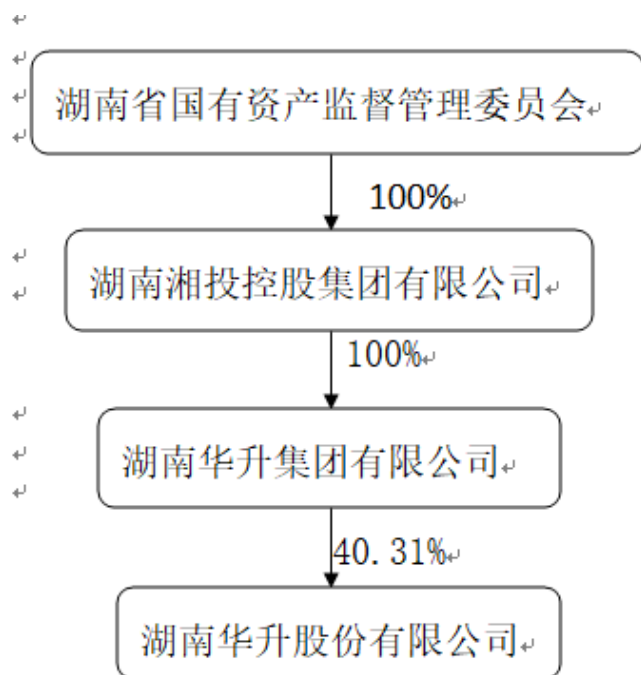 湖南省国有资产监督管理委员会
100%
湖南湘投控股集团有限公司
100%
湖南华升集团有限公司
40.31%
湖南华升股份有限公司